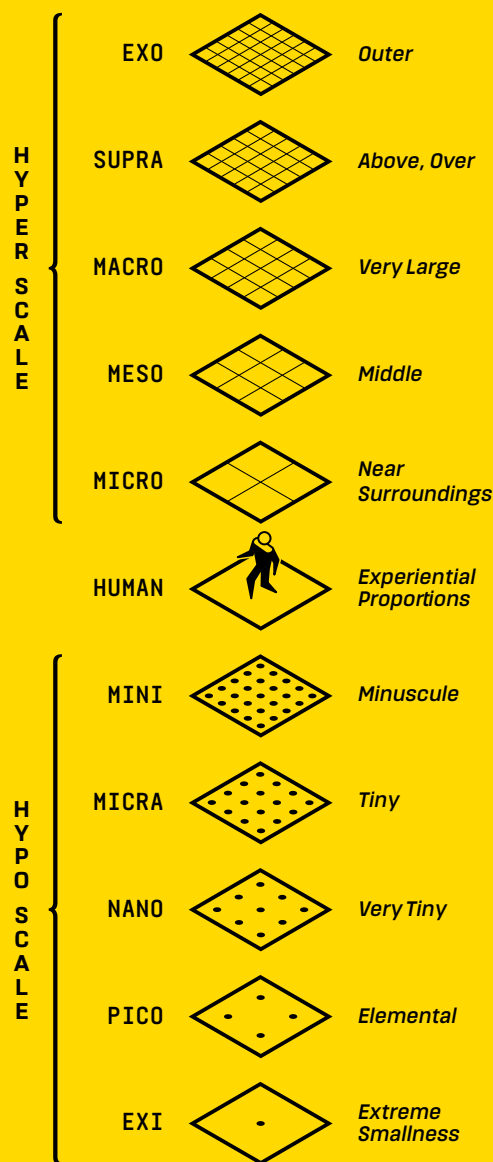 HYPER SCALE
EXO
Outer
SUPRA
Above, Over
MACRO
Very Large
MESO
Middle
MICRO
Near
Surroundings
HUMAN
Experiential
Proportions
HYPO SCALE
MINI
Minuscule
MICRA
Tiny
NANO
Very Tiny
PICO
Elemental
EXI
Extreme
Smallness